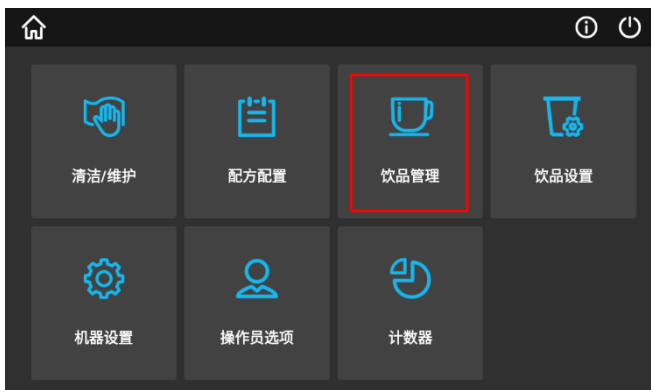 清洁/维护
配方配置
饮品管理
饮品设置
机器设置
操作员选项
计数器